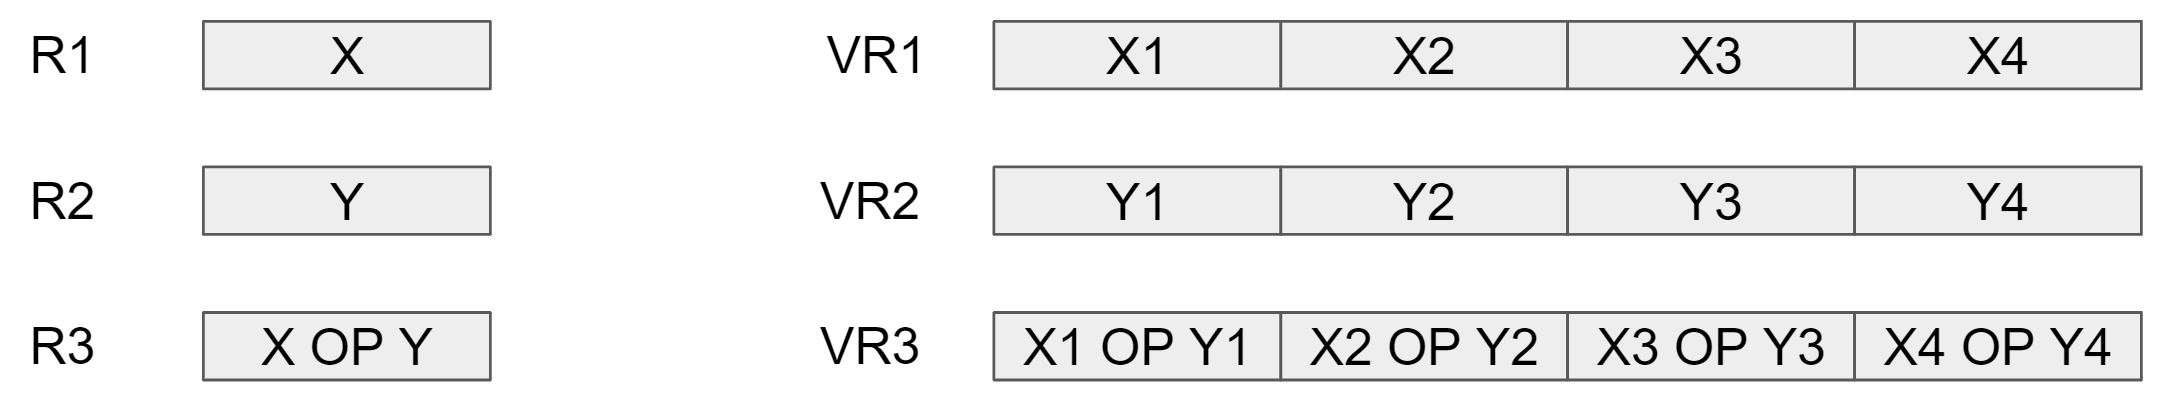 R1 X VR1 X1 X2 X3 X4
R2 Y VR2 Y1 Y2 Y3 Y4
R3 X OP Y VR3 X1 OP Y1 X2 OP Y2 X3 OP Y3 X4 OP Y4